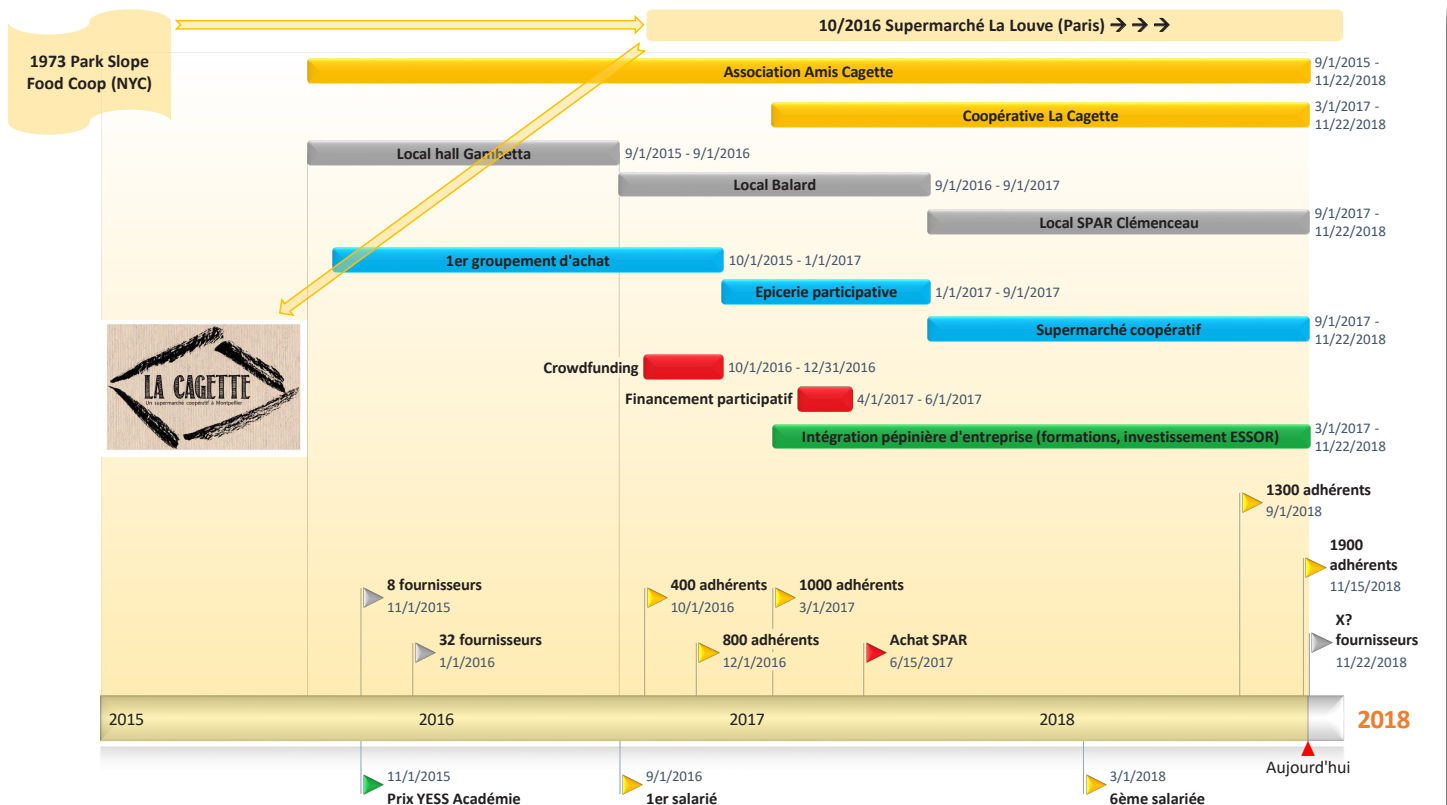 10/2016 Supermarché La Louve (Paris) → → →
1973 Park Slope
Food Coop (NYC)
Association Amis Cagette
9/1/2015 -
11/22/2018
Coopérative La Cagette
3/1/2017 -
11/22/2018
Local hall Gambetta
9/1/2015 - 9/1/2016
Local Balard
9/1/2016 - 9/1/2017
Local SPAR Clémenceau
9/1/2017 -
11/22/2018
1er groupement d'achat
10/1/2015 - 1/1/2017
Epicerie participative
1/1/2017 - 9/1/2017
Supermarché coopératif
9/1/2017 -
11/22/2018
LA CAGETTE
Un supermarché coopératif à Montpellier
Crowdfunding
10/1/2016 - 12/31/2016
Financement participatif
4/1/2017 - 6/1/2017
Intégration pépinière d'entreprise (formations, investissement ESSOR)
3/1/2017 -
11/22/2018
1300 adhérents
9/1/2018
1900
adhérents
11/15/2018
8 fournisseurs
11/1/2015
400 adhérents
10/1/2016
1000 adhérents
3/1/2017
X?
fournisseurs
11/22/2018
32 fournisseurs
1/1/2016
800 adhérents
12/1/2016
Achat SPAR
6/15/2017
2015
2016
2017
2018
2018
Aujourd'hui
11/1/2015
Prix YESS Académie
9/1/2016
1er salarié
3/1/2018
6ème salariée